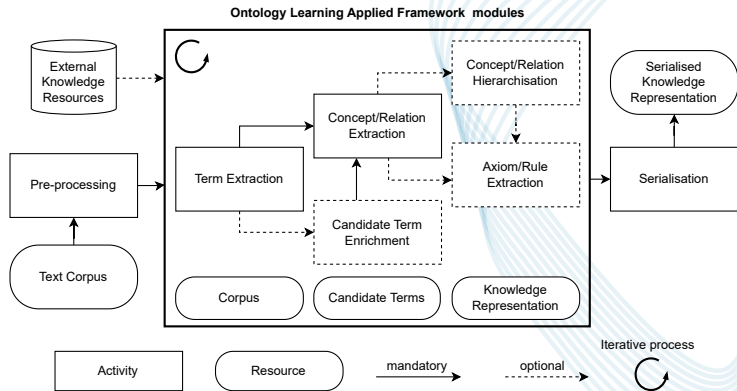 Ontology Learning Applied Framework modules
External
Knowledge
Resources
Concept/Relation
Hierarchisation
Serialised
Knowledge
Representation
Concept/Relation
Extraction
Pre-processing
Term Extraction
Axiom/Rule
Extraction
Serialisation
Candidate Term
Enrichment
Text Corpus
Corpus
Candidate Terms
Knowledge
Representation
Activity
Resource
mandatory
optional
Iterative process